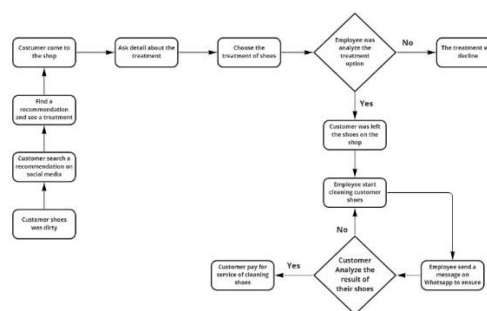 Costumer come to
the shop
Ask detail about the
treatment
Choose the
treatment of shoes
Employee was
analyze the
treatment
option
No
The treatment w
decline
Yes
Find a
recommendation
and see a treatment
Customer was left
the shoes on the
shop
Customer search a
recommendation on
social media
Employee start
cleaning customer
shoes
Customer shoes
was dirty
No
Customer
Analyze the
result of
their shoes
Yes
Customer pay for
service of cleaning
shoes
Employee send a
message on
Whatsapp to ensure